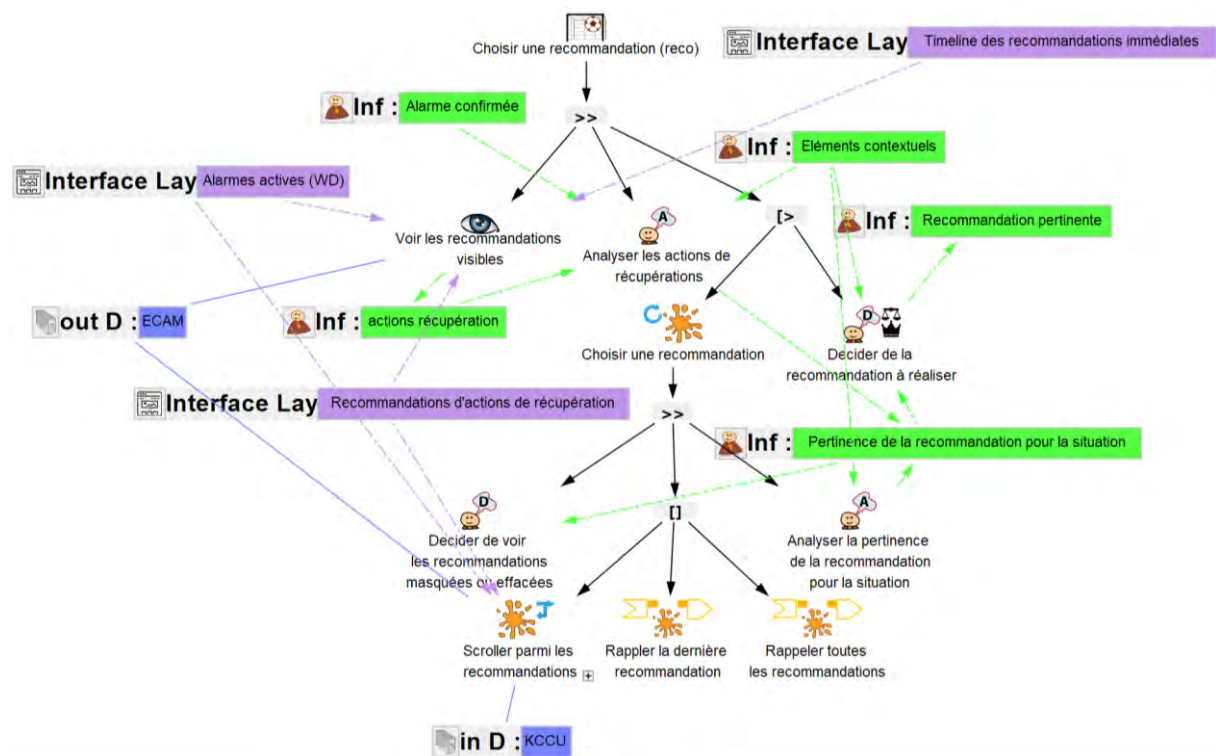 Choisir une recommandation (reco)
Interface Lay Timeline des recommandations immédiates
Inf : Alarme confirmée
>>
Inf : Eléments contextuels
Interface Lay Alarmes actives (WD)
A
[>
Inf : Recommandation pertinente
Voir les recommandations
visibles
Analyser les actions de
récupérations
out D : ECAM
Inf : actions récupération
D
Choisir une recommandation
Decider de la
recommandation à réaliser
Interface Lay Recommandations d'actions de récupération
>>
Inf : Pertinence de la recommandation pour la situation
D
[]
A
Decider de voir
les recommandations
masquées ou effacées
Analyser la pertinence
de la recommandation
pour la situation
Scroller parmi les
recommandations
Rappler la dernière
recommandation
Rappeler toutes
les recommandations
in D : KCCU